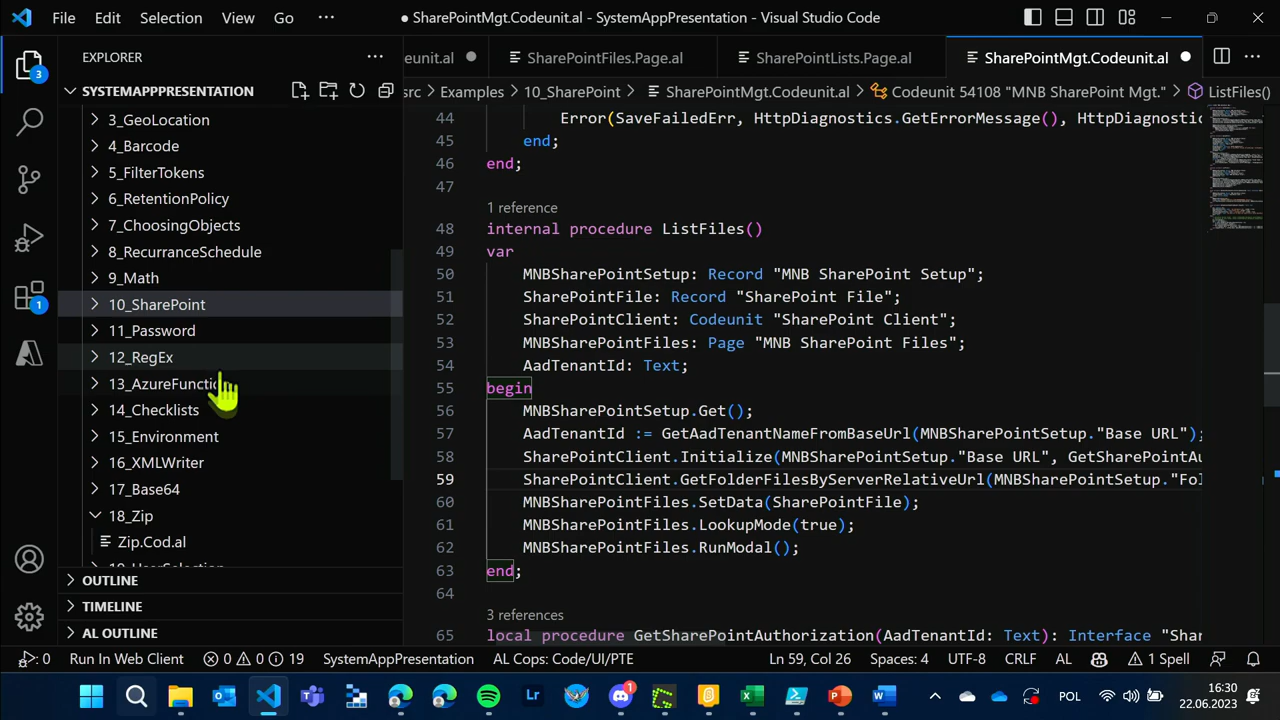 File Edit Selection View Go ··· ● SharePointMgt.Codeunit.al - SystemAppPresentation - Visual Studio Code
EXPLORER
SYSTEMAPPPRESENTATION
3_GeoLocation
4_Barcode
5_FilterTokens
6_RetentionPolicy
7_ChoosingObjects
8_RecurranceSchedule
9_Math
10_SharePoint
11_Password
12_RegEx
14_Checklists
15_Environment
16_XMLWriter
17_Base64
18_Zip
Zip.Cod.al
OUTLINE
TIMELINE
AL OUTLINE
3
1
eunit.al SharePointFiles.Page.al SharePointLists.Page.al SharePointMgt.Codeunit.al
src > Examples > 10_SharePoint > SharePointMgt.Codeunit.al > Codeunit 54108 "MNB SharePoint Mgt." > ListFiles()
44 Error(SaveFailedErr, HttpDiagnostics.GetErrorMessage(), HttpDiagnostic
45 end;
46 end;
47
1 reference
48 internal procedure ListFiles()
49 var
50 MNBSharePointSetup: Record "MNB SharePoint Setup";
51 SharePointFile: Record "SharePoint File";
52 SharePointClient: Codeunit "SharePoint Client";
53 MNBSharePointFiles: Page "MNB SharePoint Files";
54 AadTenantId: Text;
55 begin
56 MNBSharePointSetup.Get();
57 AadTenantId := GetAadTenantNameFromBaseUrl(MNBSharePointSetup."Base URL");
58 SharePointClient.Initialize(MNBSharePointSetup."Base URL", GetSharePointAu
59 SharePointClient.GetFolderFilesByServerRelativeUrl(MNBSharePointSetup."Fol
60 MNBSharePointFiles.SetData(SharePointFile);
61 MNBSharePointFiles.LookupMode(true);
62 MNBSharePointFiles.RunModal();
63 end;
64
3 references
65 local procedure GetSharePointAuthorization(AadTenantId: Text): Interface "Shar
0 Run In Web Client 0 0 19 SystemAppPresentation AL Cops: Code/UI/PTE Ln 59, Col 26 Spaces: 4 UTF-8 CRLF AL 1 Spell
Lr 1 POL 16:30
22.06.2023